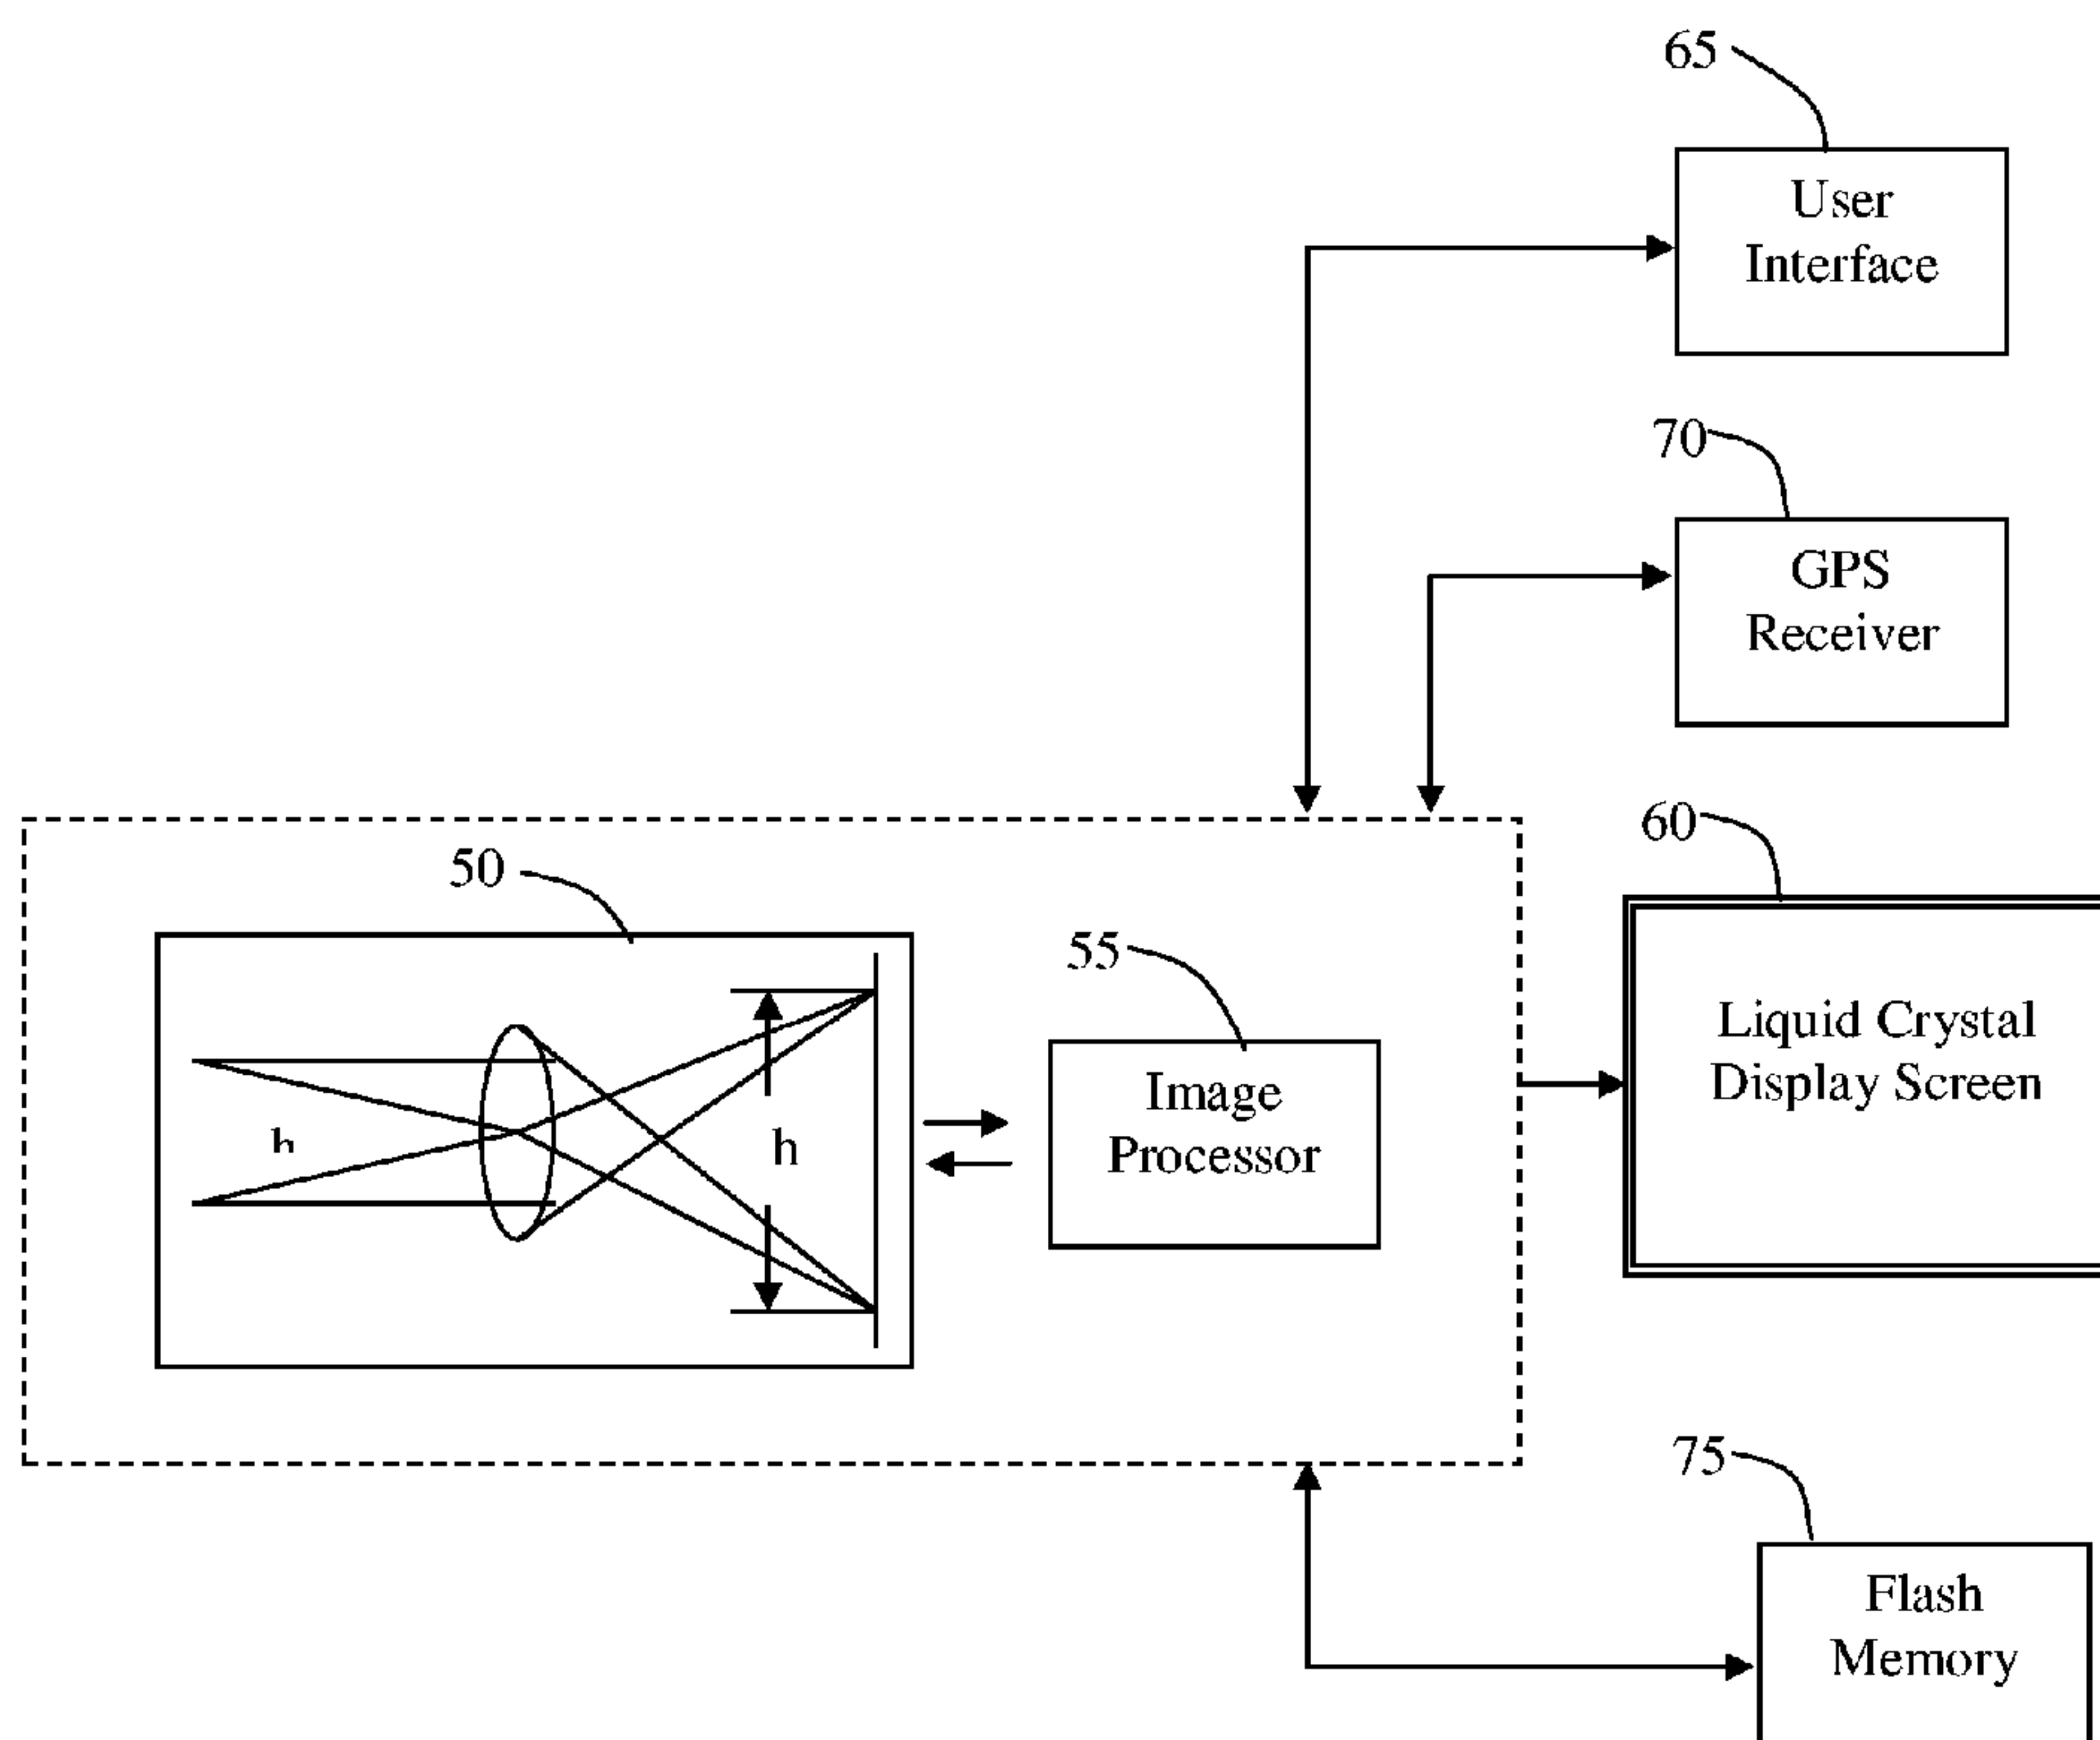 65
User
Interface
70
GPS
Receiver
60
Liquid Crystal
Display Screen
50
h
h
55
Image
Processor
75
Flash
Memory